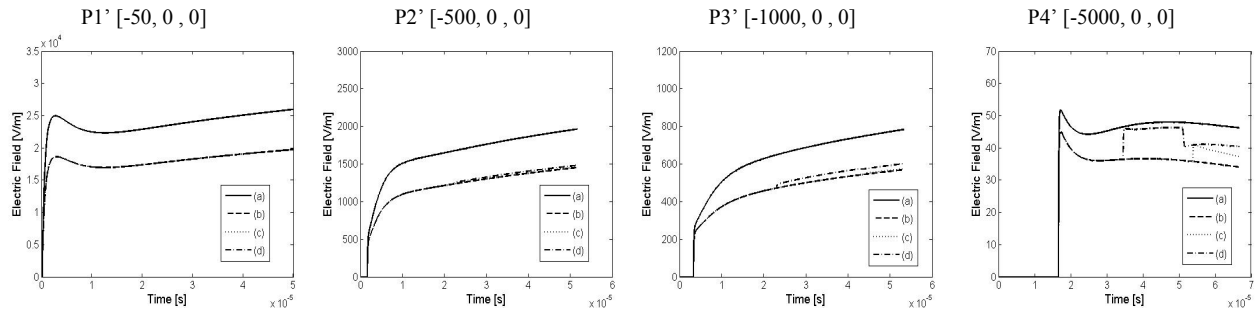 P1’ [-50, 0 , 0]
x 10⁴
3.5
3
2.5
2
1.5
1
0.5
0
Electric Field [V/m]
0 1 2 3 4 5
Time [s]
x 10⁻⁵
(a)
(b)
(c)
(d)
P2’ [-500, 0 , 0]
3000
2500
2000
1500
1000
500
0
Electric Field [V/m]
0 1 2 3 4 5 6
Time [s]
x 10⁻⁵
(a)
(b)
(c)
(d)
P3’ [-1000, 0 , 0]
1200
1000
800
600
400
200
0
Electric Field [V/m]
0 1 2 3 4 5 6
Time [s]
x 10⁻⁵
(a)
(b)
(c)
(d)
P4’ [-5000, 0 , 0]
70
60
50
40
30
20
10
0
Electric Field [V/m]
0 1 2 3 4 5 6 7
Time [s]
x 10⁻⁵
(a)
(b)
(c)
(d)